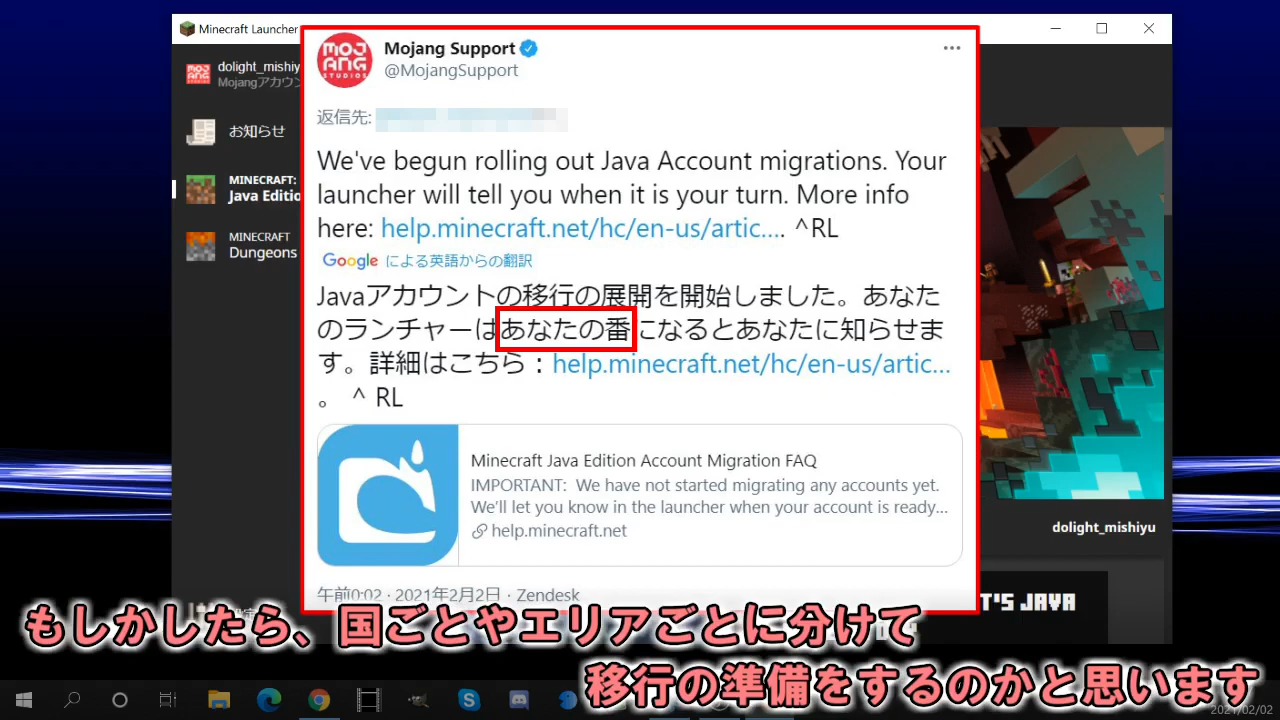 Minecraft Launcher
dolight_mishiy
Mojangアカウン
お知らせ
MINECRAFT:
Java Editio
MINECRAFT
Dungeons
MOJANG
STUDIOS
Mojang Support
@MojangSupport
返信先:
We've begun rolling out Java Account migrations. Your
launcher will tell you when it is your turn. More info
here: help.minecraft.net/hc/en-us/artic.... ^RL
Google による英語からの翻訳
Javaアカウントの移行の展開を開始しました。あなた
のランチャーはあなたの番になるとあなたに知らせま
す。詳細はこちら：help.minecraft.net/hc/en-us/artic...
。 ^ RL
Minecraft Java Edition Account Migration FAQ
IMPORTANT: We have not started migrating any accounts yet.
We'll let you know in the launcher when your account is ready...
help.minecraft.net
午前0:02 · 2021年2月2日 · Zendesk
dolight_mishiyu
T'S JAVA
もしかしたら、国ごとやエリアごとに分けて
移行の準備をするのかと思います
2021/02/02